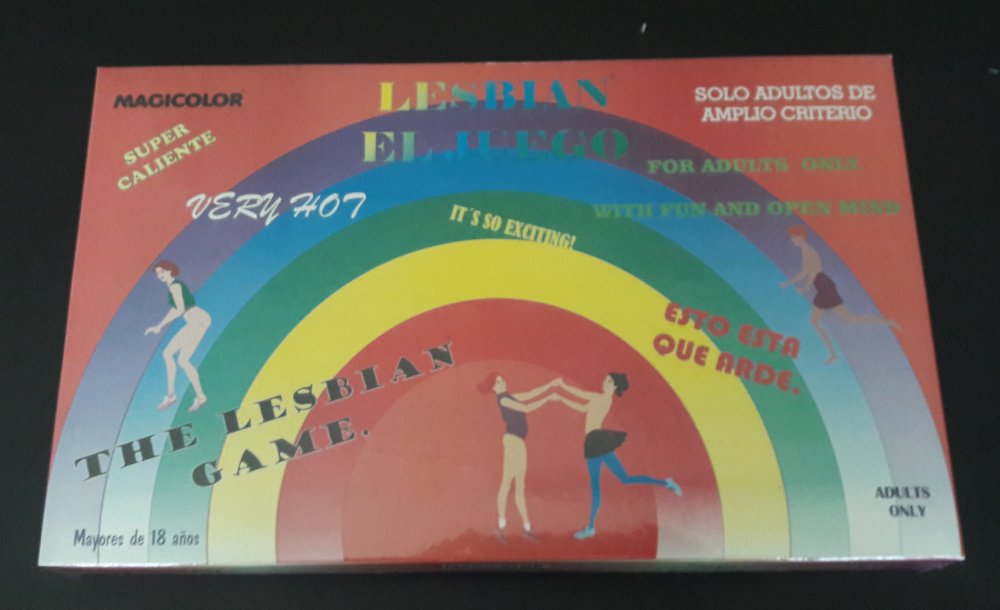 MAGICOLOR
LESBIAN
EL JUEGO
SOLO ADULTOS DE
AMPLIO CRITERIO
SUPER
CALIENTE
FOR ADULTS ONLY
VERY HOT
IT´S SO EXCITING!
WITH FUN AND OPEN MIND
ESTO ESTA
QUE ARDE.
THE LESBIAN
GAME.
ADULTS
ONLY
Mayores de 18 años